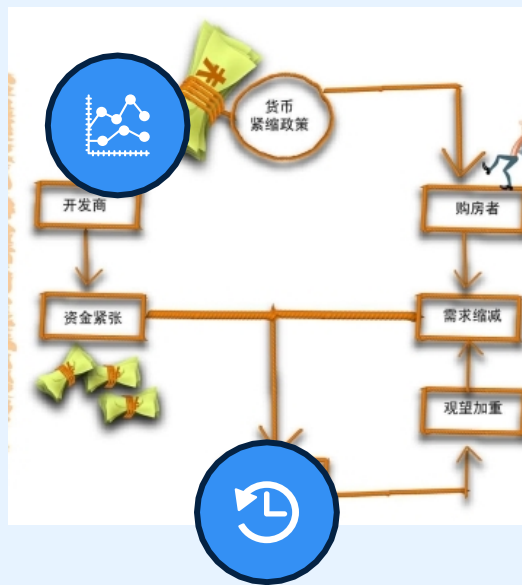 货币
紧缩政策
开发商
购房者
资金紧张
需求缩减
观望加重